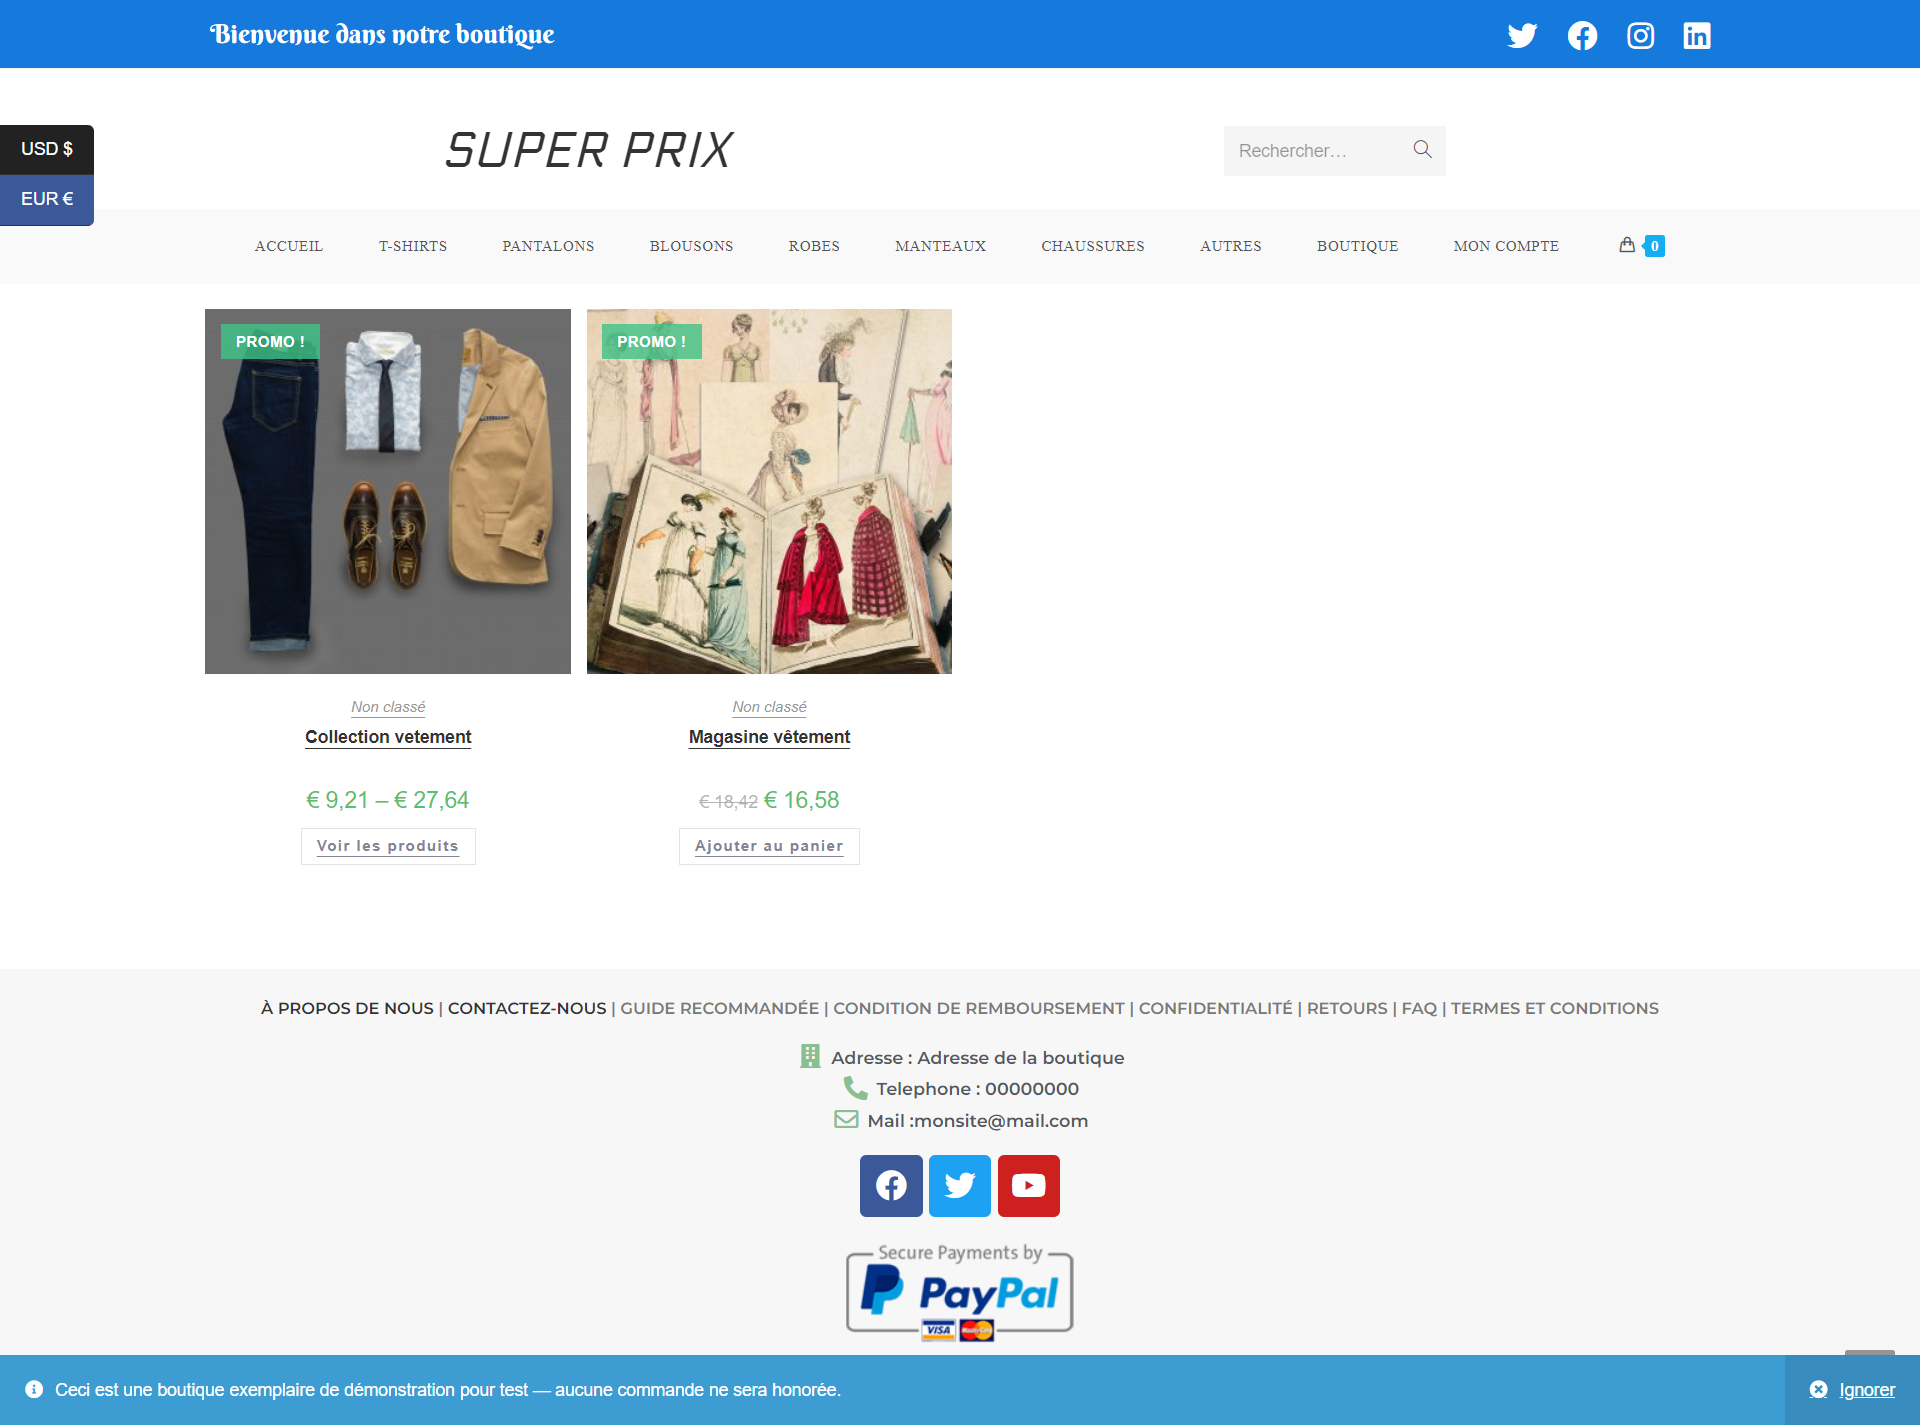 Bienvenue dans notre boutique
USD $
EUR €
SUPER PRIX
Rechercher...
ACCUEIL T-SHIRTS PANTALONS BLOUSONS ROBES MANTEAUX CHAUSSURES AUTRES BOUTIQUE MON COMPTE 0
PROMO ! PROMO !
Non classé Non classé
Collection vetement Magasine vêtement
€ 9,21 – € 27,64 € 18,42 € 16,58
Voir les produits Ajouter au panier
À PROPOS DE NOUS | CONTACTEZ-NOUS | GUIDE RECOMMANDÉE | CONDITION DE REMBOURSEMENT | CONFIDENTIALITÉ | RETOURS | FAQ | TERMES ET CONDITIONS
Adresse : Adresse de la boutique
Telephone : 00000000
Mail :monsite@mail.com
Secure Payments by
PayPal
VISA MasterCard
Ceci est une boutique exemplaire de démonstration pour test — aucune commande ne sera honorée. Ignorer